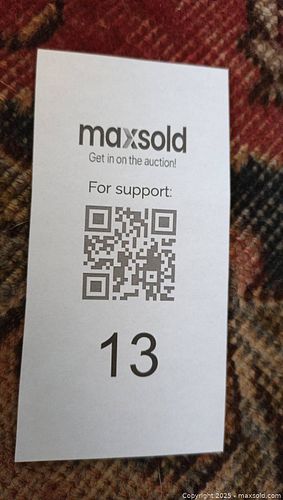 maxsold
Get in on the auction!
For support:
13
Copyright 2025 - maxsold.com